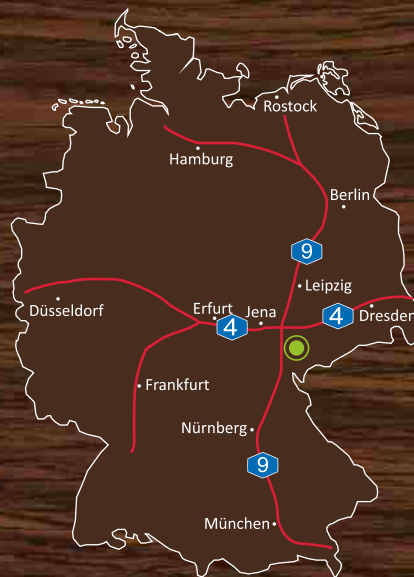 Rostock
Hamburg
Berlin
9
Leipzig
Erfurt Jena
4
4
Düsseldorf
Dresden
Frankfurt
Nürnberg
9
München